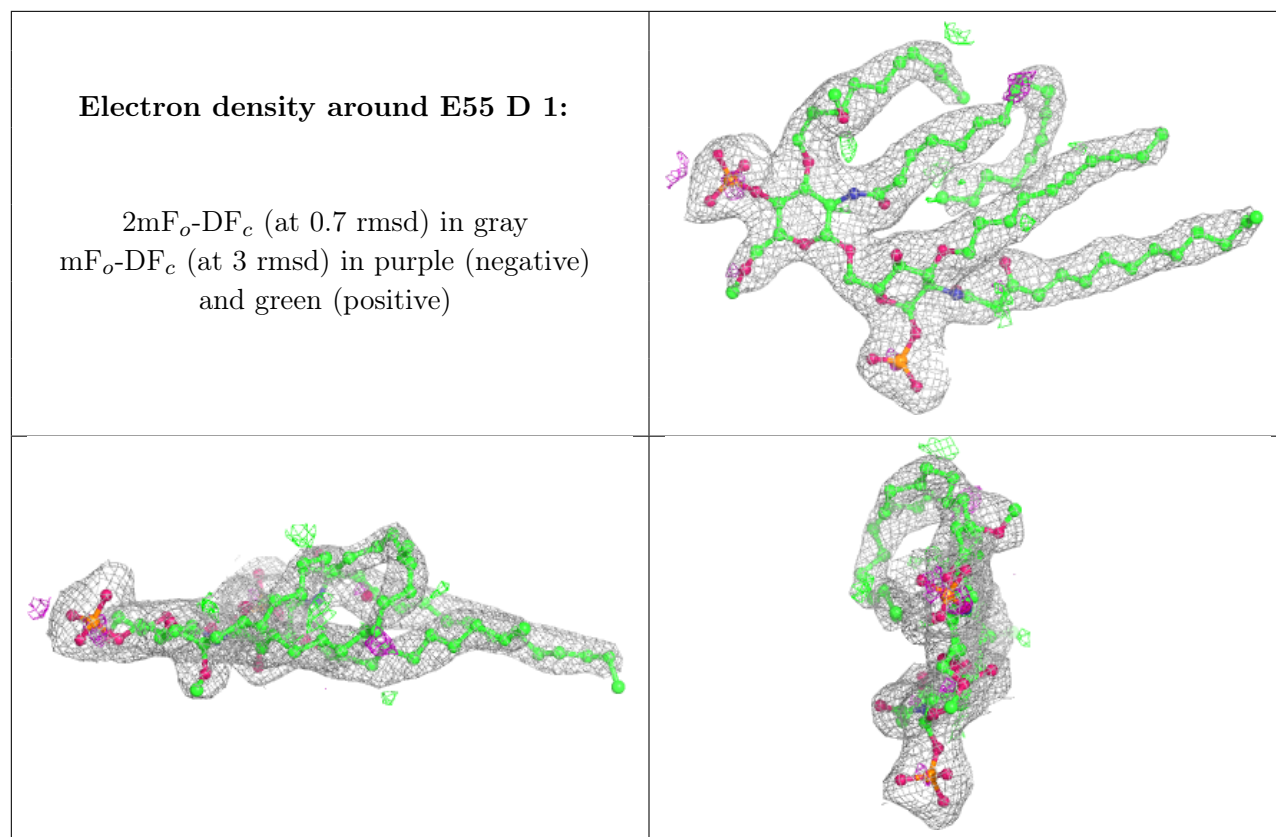 Electron density around E55 D 1:
2mFo-DFc (at 0.7 rmsd) in gray
mFo-DFc (at 3 rmsd) in purple (negative)
and green (positive)